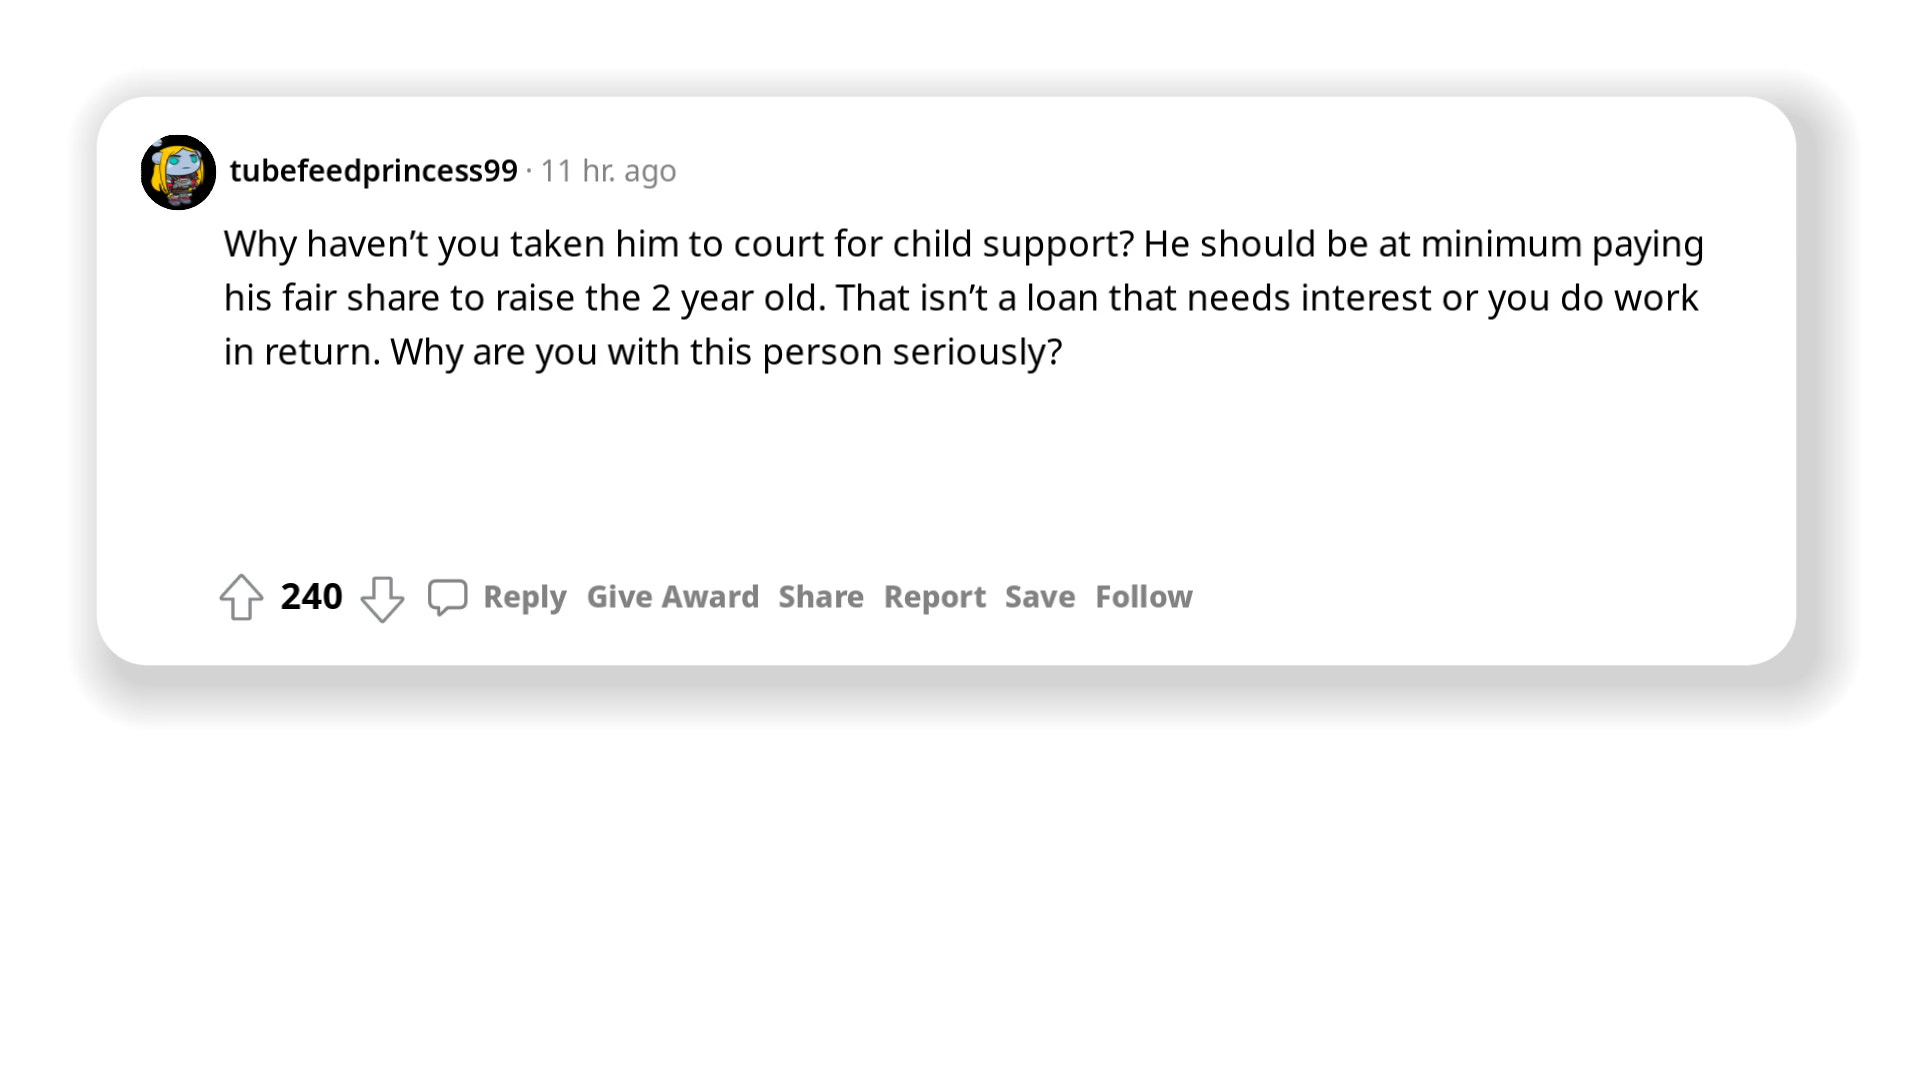 tubefeedprincess99 · 11 hr. ago
Why haven’t you taken him to court for child support? He should be at minimum paying
his fair share to raise the 2 year old. That isn’t a loan that needs interest or you do work
in return. Why are you with this person seriously?
240 Reply Give Award Share Report Save Follow